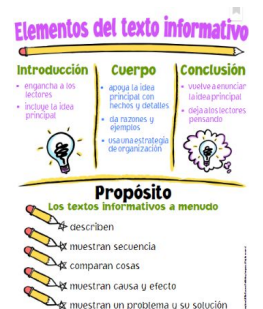 Elementos del texto informativo
Introducción
• engancha a los
lectores
• incluye la idea
principal
Cuerpo
• apoya la idea
principal con
hechos y detalles
• da razones y
ejemplos
• usa una estrategia
de organización
Conclusión
• vuelve a enunciar
la idea principal
• deja a los lectores
pensando
Propósito
Los textos informativos a menudo
describen
muestran secuencia
comparan cosas
muestran causa y efecto
muestran un problema y su solución